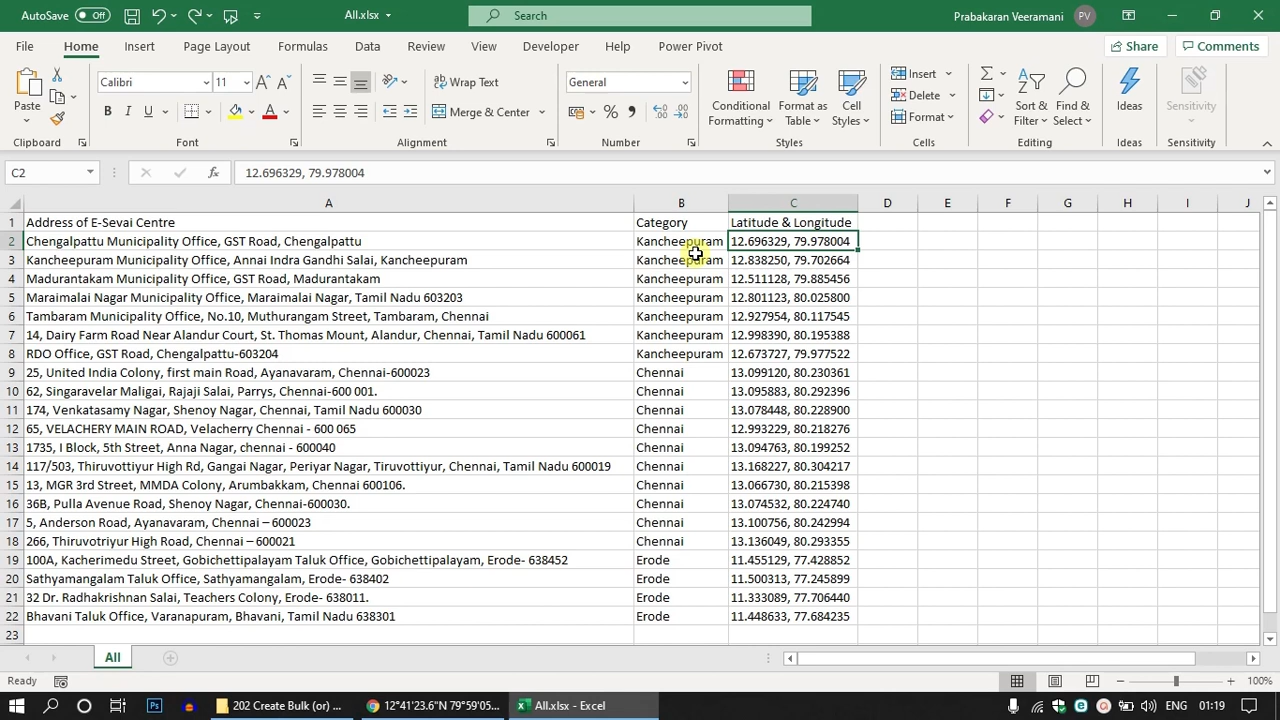 AutoSave Off All.xlsx Search Prabakaran Veeramani PV
File Home Insert Page Layout Formulas Data Review View Developer Help Power Pivot Share Comments
Paste Calibri 11 Wrap Text General Conditional Formatting Format as Table Cell Styles Insert Delete Format Sort & Filter Find & Select Ideas Sensitivity
B I U Merge & Center
Clipboard Font Alignment Number Styles Cells Editing Ideas Sensitivity
C2 fx 12.696329, 79.978004
A B C D E F G H I J
1 Address of E-Sevai Centre Category Latitude & Longitude
2 Chengalpattu Municipality Office, GST Road, Chengalpattu Kancheepuram 12.696329, 79.978004
3 Kancheepuram Municipality Office, Annai Indra Gandhi Salai, Kancheepuram Kancheepuram 12.838250, 79.702664
4 Madurantakam Municipality Office, GST Road, Madurantakam Kancheepuram 12.511128, 79.885456
5 Maraimalai Nagar Municipality Office, Maraimalai Nagar, Tamil Nadu 603203 Kancheepuram 12.801123, 80.025800
6 Tambaram Municipality Office, No.10, Muthurangam Street, Tambaram, Chennai Kancheepuram 12.927954, 80.117545
7 14, Dairy Farm Road Near Alandur Court, St. Thomas Mount, Alandur, Chennai, Tamil Nadu 600061 Kancheepuram 12.998390, 80.195388
8 RDO Office, GST Road, Chengalpattu-603204 Kancheepuram 12.673727, 79.977522
9 25, United India Colony, first main Road, Ayanavaram, Chennai-600023 Chennai 13.099120, 80.230361
10 62, Singaravelar Maligai, Rajaji Salai, Parrys, Chennai-600 001. Chennai 13.095883, 80.292396
11 174, Venkatasamy Nagar, Shenoy Nagar, Chennai, Tamil Nadu 600030 Chennai 13.078448, 80.228900
12 65, VELACHERY MAIN ROAD, Velacherry Chennai - 600 065 Chennai 12.993229, 80.218276
13 1735, I Block, 5th Street, Anna Nagar, chennai - 600040 Chennai 13.094763, 80.199252
14 117/503, Thiruvottiyur High Rd, Gangai Nagar, Periyar Nagar, Tiruvottiyur, Chennai, Tamil Nadu 600019 Chennai 13.168227, 80.304217
15 13, MGR 3rd Street, MMDA Colony, Arumbakkam, Chennai 600106. Chennai 13.066730, 80.215398
16 36B, Pulla Avenue Road, Shenoy Nagar, Chennai-600030. Chennai 13.074532, 80.224740
17 5, Anderson Road, Ayanavaram, Chennai – 600023 Chennai 13.100756, 80.242994
18 266, Thiruvotriyur High Road, Chennai – 600021 Chennai 13.136049, 80.293355
19 100A, Kacherimedu Street, Gobichettipalayam Taluk Office, Gobichettipalayam, Erode- 638452 Erode 11.455129, 77.428852
20 Sathyamangalam Taluk Office, Sathyamangalam, Erode- 638402 Erode 11.500313, 77.245899
21 32 Dr. Radhakrishnan Salai, Teachers Colony, Erode- 638011. Erode 11.333089, 77.706440
22 Bhavani Taluk Office, Varanapuram, Bhavani, Tamil Nadu 638301 Erode 11.448633, 77.684235
23
All
Ready 100%
202 Create Bulk (or) ... 12°41'23.6"N 79°59'05... All.xlsx - Excel ENG 01:19